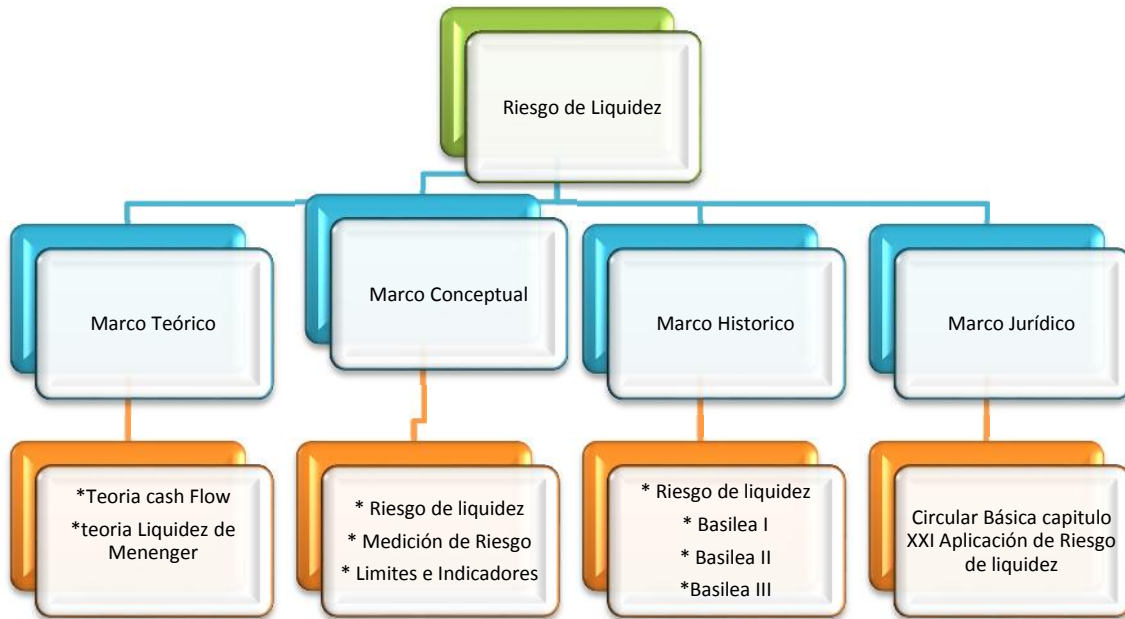 Riesgo de Liquidez
Marco Teórico
Marco Conceptual
Marco Historico
Marco Jurídico
*Teoria cash Flow
*teoria Liquidez de
Menenger
* Riesgo de liquidez
* Medición de Riesgo
* Limites e Indicadores
* Riesgo de liquidez
* Basilea I
* Basilea II
*Basilea III
Circular Básica capitulo
XXI Aplicación de Riesgo
de liquidez